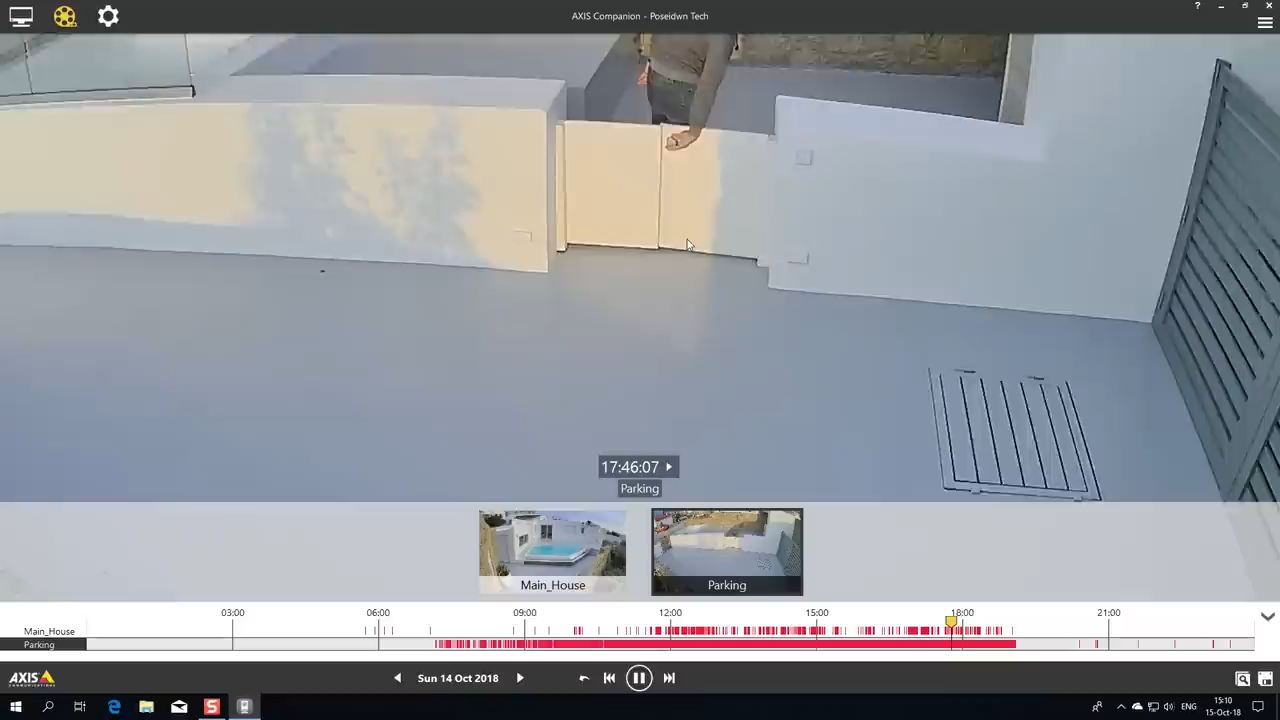 AXIS Companion - Poseidwn Tech
?
17:46:07
Parking
Main_House
Parking
03:00 06:00 09:00 12:00 15:00 18:00 21:00
Main_House
Parking
AXIS
Sun 14 Oct 2018
S
ENG
15:10
15-Oct-18